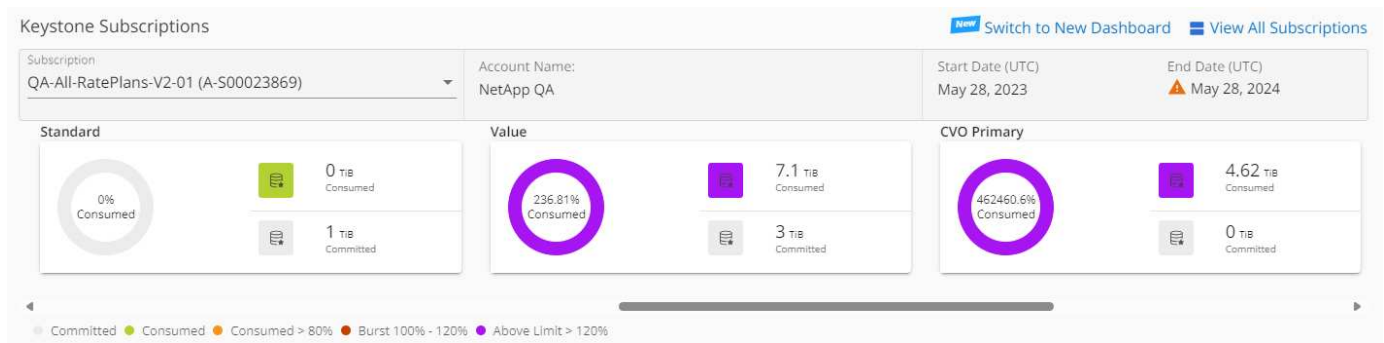 Keystone Subscriptions
New Switch to New Dashboard View All Subscriptions
Subscription
QA-All-RatePlans-V2-01 (A-S00023869)
Account Name:
NetApp QA
Start Date (UTC)
May 28, 2023
End Date (UTC)
May 28, 2024
Standard
0%
Consumed
0 TiB
Consumed
1 TiB
Committed
Value
236.81%
Consumed
7.1 TiB
Consumed
3 TiB
Committed
CVO Primary
462460.6%
Consumed
4.62 TiB
Consumed
0 TiB
Committed
Committed Consumed Consumed > 80% Burst 100% - 120% Above Limit > 120%